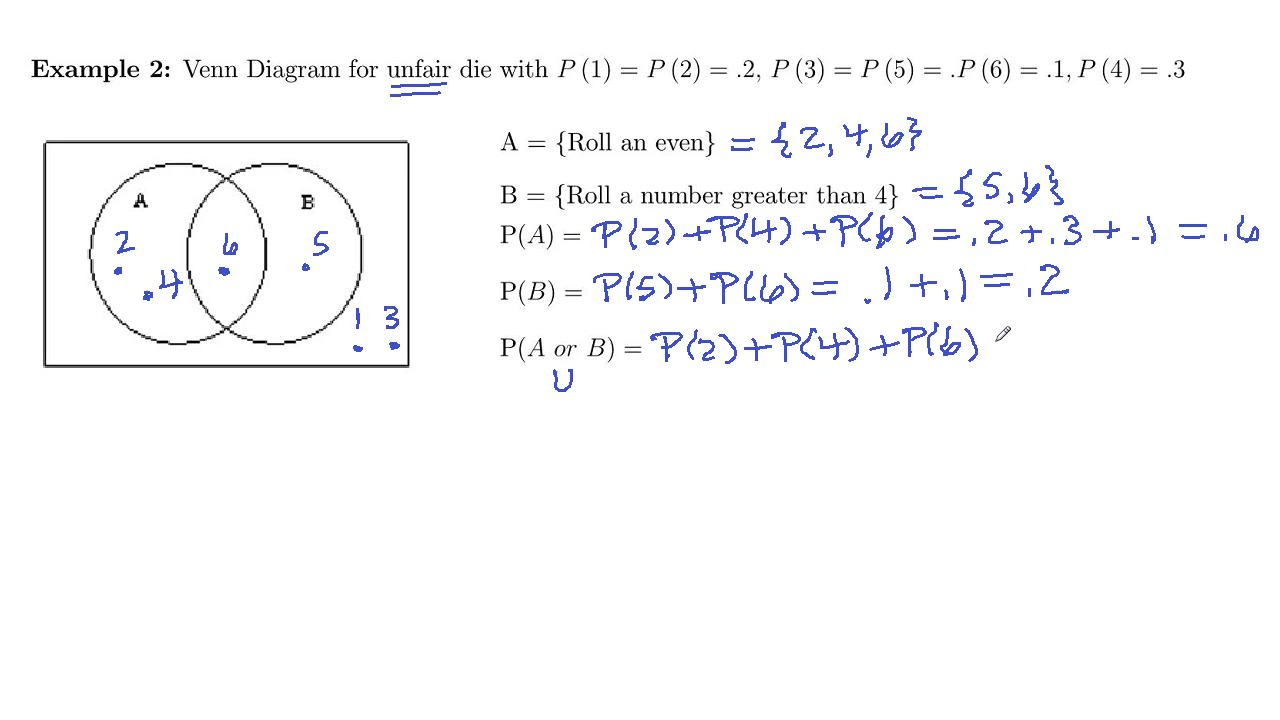 Example 2: Venn Diagram for unfair die with P (1) = P (2) = .2, P (3) = P (5) = .P (6) = .1, P (4) = .3
A = {Roll an even} = {2, 4, 6}
B = {Roll a number greater than 4} = {5, 6}
P(A) = P(2) + P(4) + P(6) = .2 + .3 + .1 = .6
P(B) = P(5) + P(6) = .1 + .1 = .2
P(A or B) = P(2) + P(4) + P(6)
U
A B
2 6 5
4
1 3